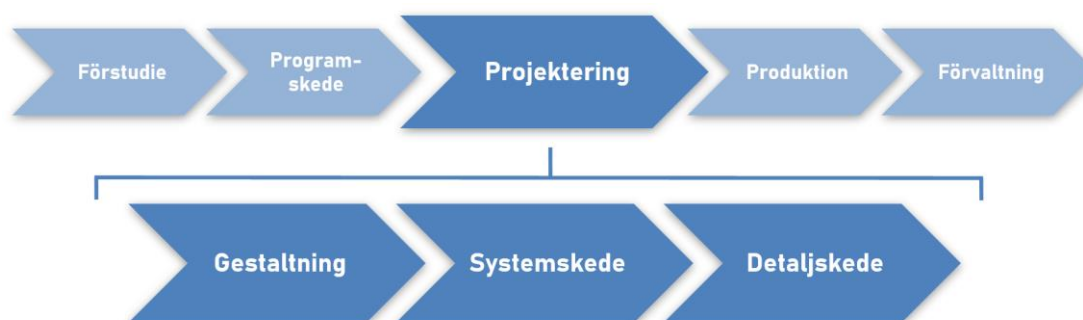 Förstudie
Program-
skede
Projektering
Produktion
Förvaltning
Gestaltning
Systemskede
Detaljskede